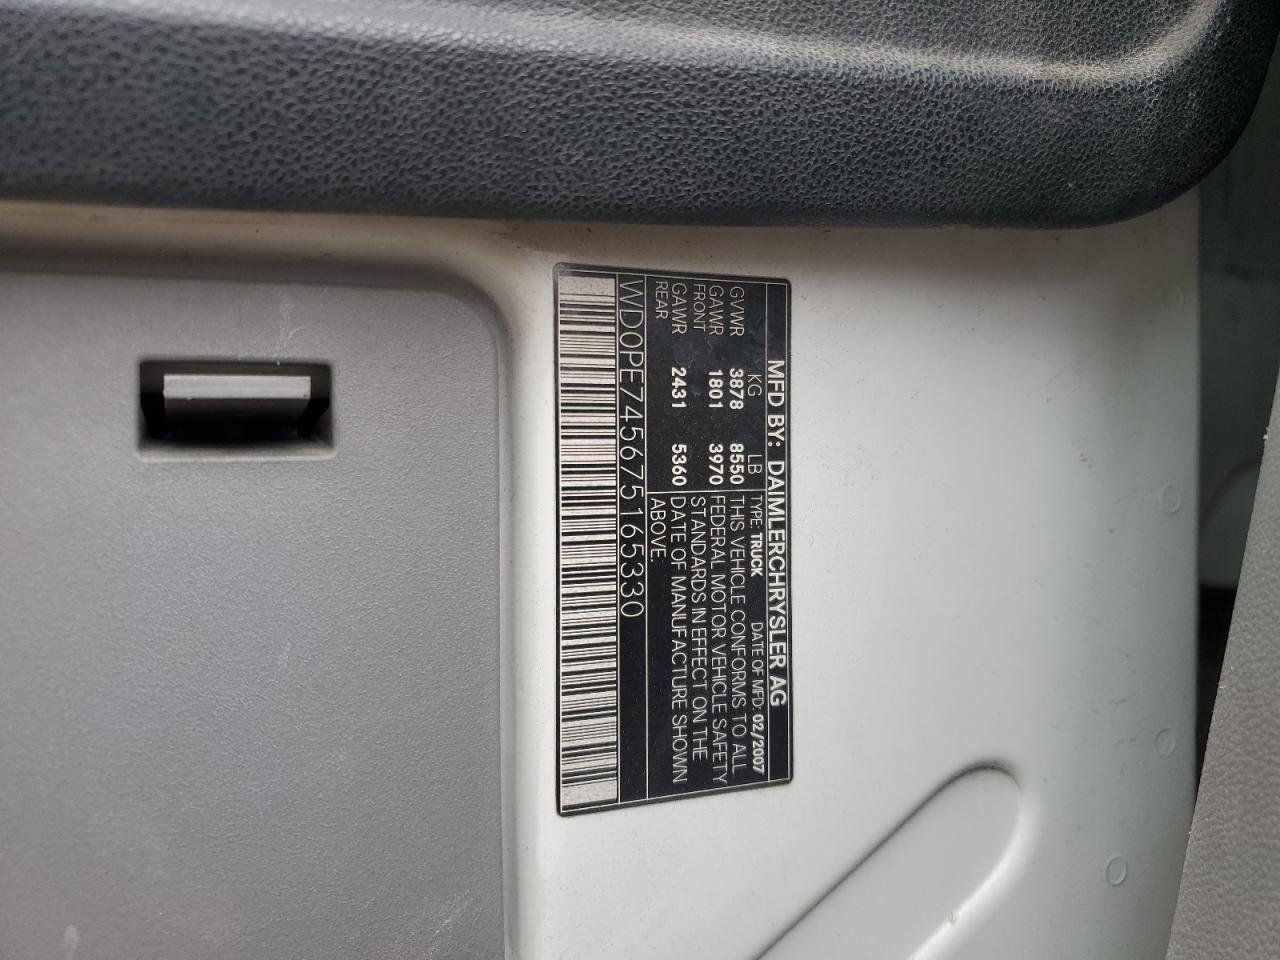 MFD BY: DAIMLERCHRYSLER AG
KG LB
GVWR 3878 8550
GAWR 1801 3970
FRONT
GAWR 2431 5360
REAR
TYPE: TRUCK DATE OF MFD: 02/2007
THIS VEHICLE CONFORMS TO ALL
FEDERAL MOTOR VEHICLE SAFETY
STANDARDS IN EFFECT ON THE
DATE OF MANUFACTURE SHOWN
ABOVE.
WD0PE745675165330